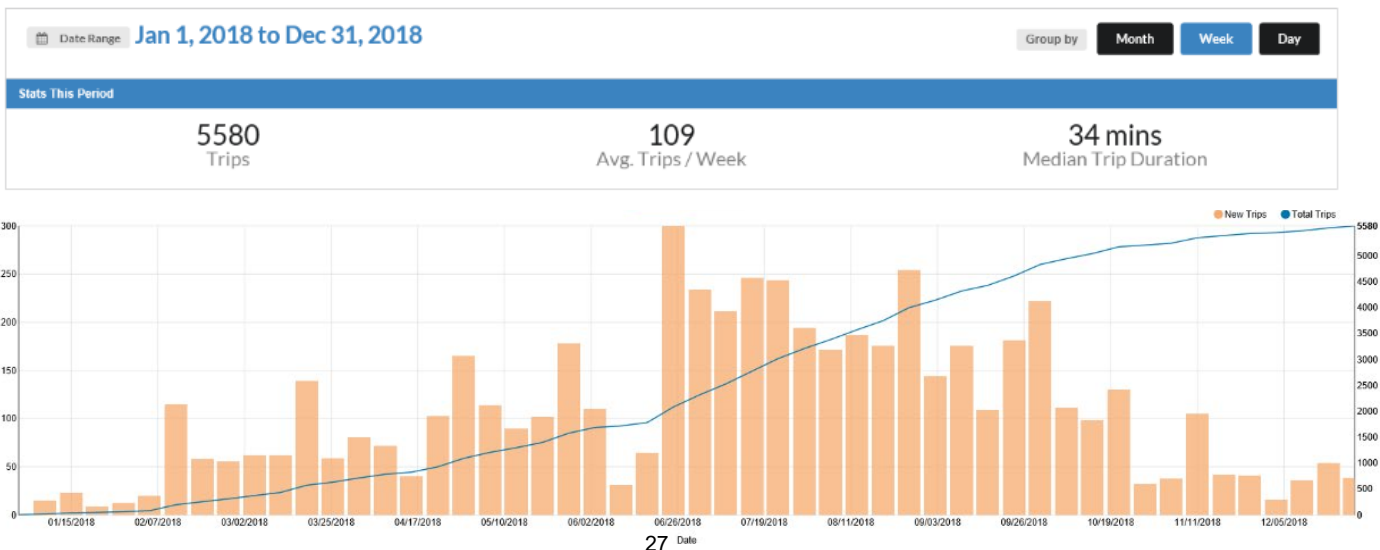 Date Range Jan 1, 2018 to Dec 31, 2018 Group by Month Week Day
Stats This Period
5580 109 34 mins
Trips Avg. Trips / Week Median Trip Duration
New Trips Total Trips
300 5580
5000
250 4500
200 4000
3500
150 3000
2500
100 2000
1500
50 1000
500
0 0
01/15/2018 02/07/2018 03/02/2018 03/25/2018 04/17/2018 05/10/2018 06/02/2018 06/26/2018 07/19/2018 08/11/2018 09/03/2018 09/26/2018 10/19/2018 11/11/2018 12/05/2018
27 Date